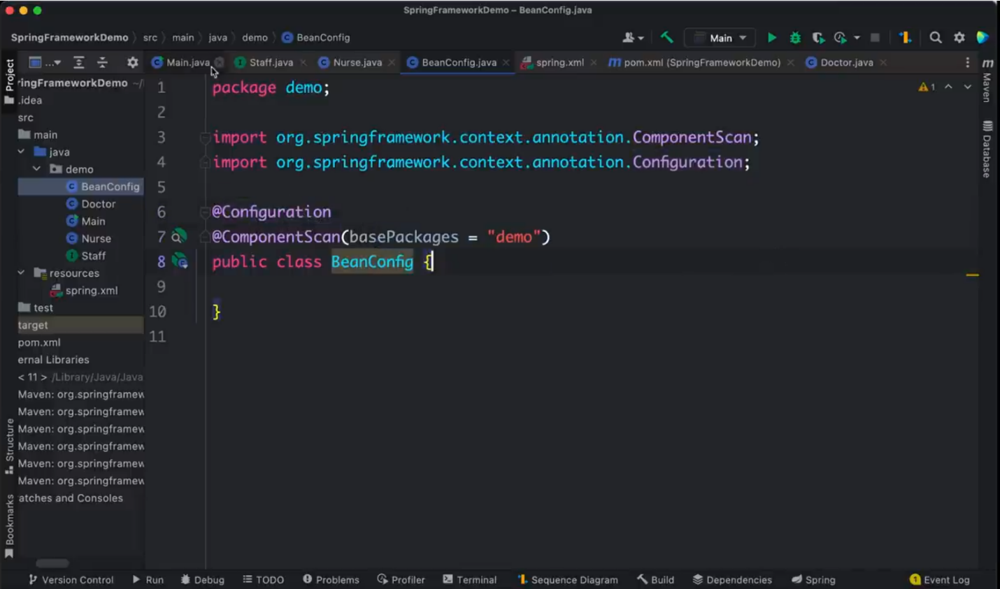 SpringFrameworkDemo – BeanConfig.java
SpringFrameworkDemo src main java demo BeanConfig
Main
Main.java Staff.java Nurse.java BeanConfig.java spring.xml pom.xml (SpringFrameworkDemo) Doctor.java
Project
ringFrameworkDemo ~/
.idea
src
main
java
demo
BeanConfig
Doctor
Main
Nurse
Staff
resources
spring.xml
test
target
pom.xml
ernal Libraries
< 11 > /Library/Java/Java
Maven: org.springframew
Maven: org.springframew
Maven: org.springframew
Maven: org.springframew
Maven: org.springframew
Maven: org.springframew
atches and Consoles
Structure
Bookmarks
1 package demo;
2
3 import org.springframework.context.annotation.ComponentScan;
4 import org.springframework.context.annotation.Configuration;
5
6 @Configuration
7 @ComponentScan(basePackages = "demo")
8 public class BeanConfig {
9
10 }
11
1
m
Maven
Database
Version Control Run Debug TODO Problems Profiler Terminal Sequence Diagram Build Dependencies Spring 1 Event Log